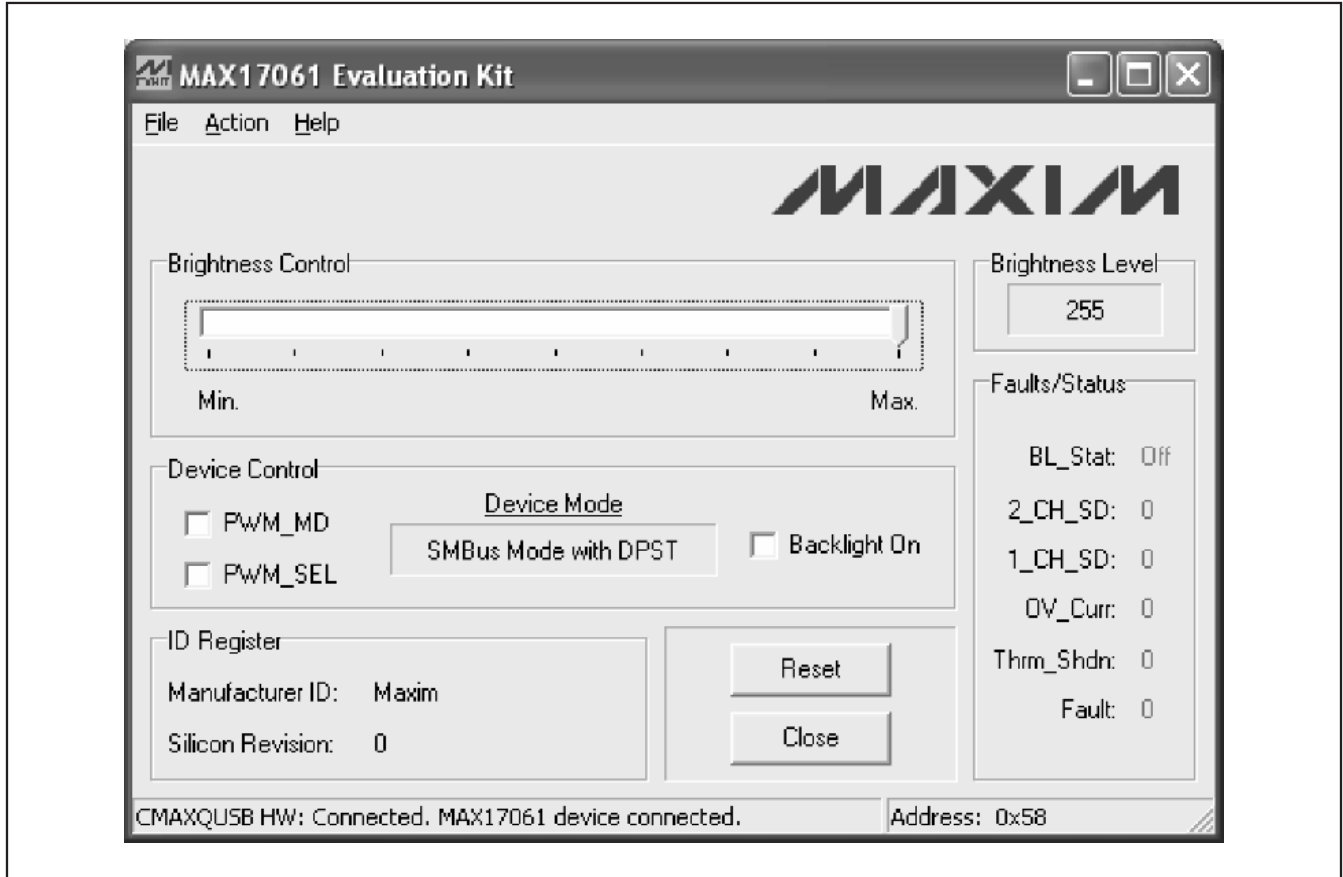 MAX17061 Evaluation Kit
File Action Help
MAXIM
Brightness Control
Min. Max.
Brightness Level
255
Device Control
PWM_MD
PWM_SEL
Device Mode
SMBus Mode with DPST
Backlight On
Faults/Status
BL_Stat: Off
2_CH_SD: 0
1_CH_SD: 0
OV_Curr: 0
Thrm_Shdn: 0
Fault: 0
ID Register
Manufacturer ID: Maxim
Silicon Revision: 0
Reset
Close
CMAXQUSB HW: Connected. MAX17061 device connected. Address: 0x58